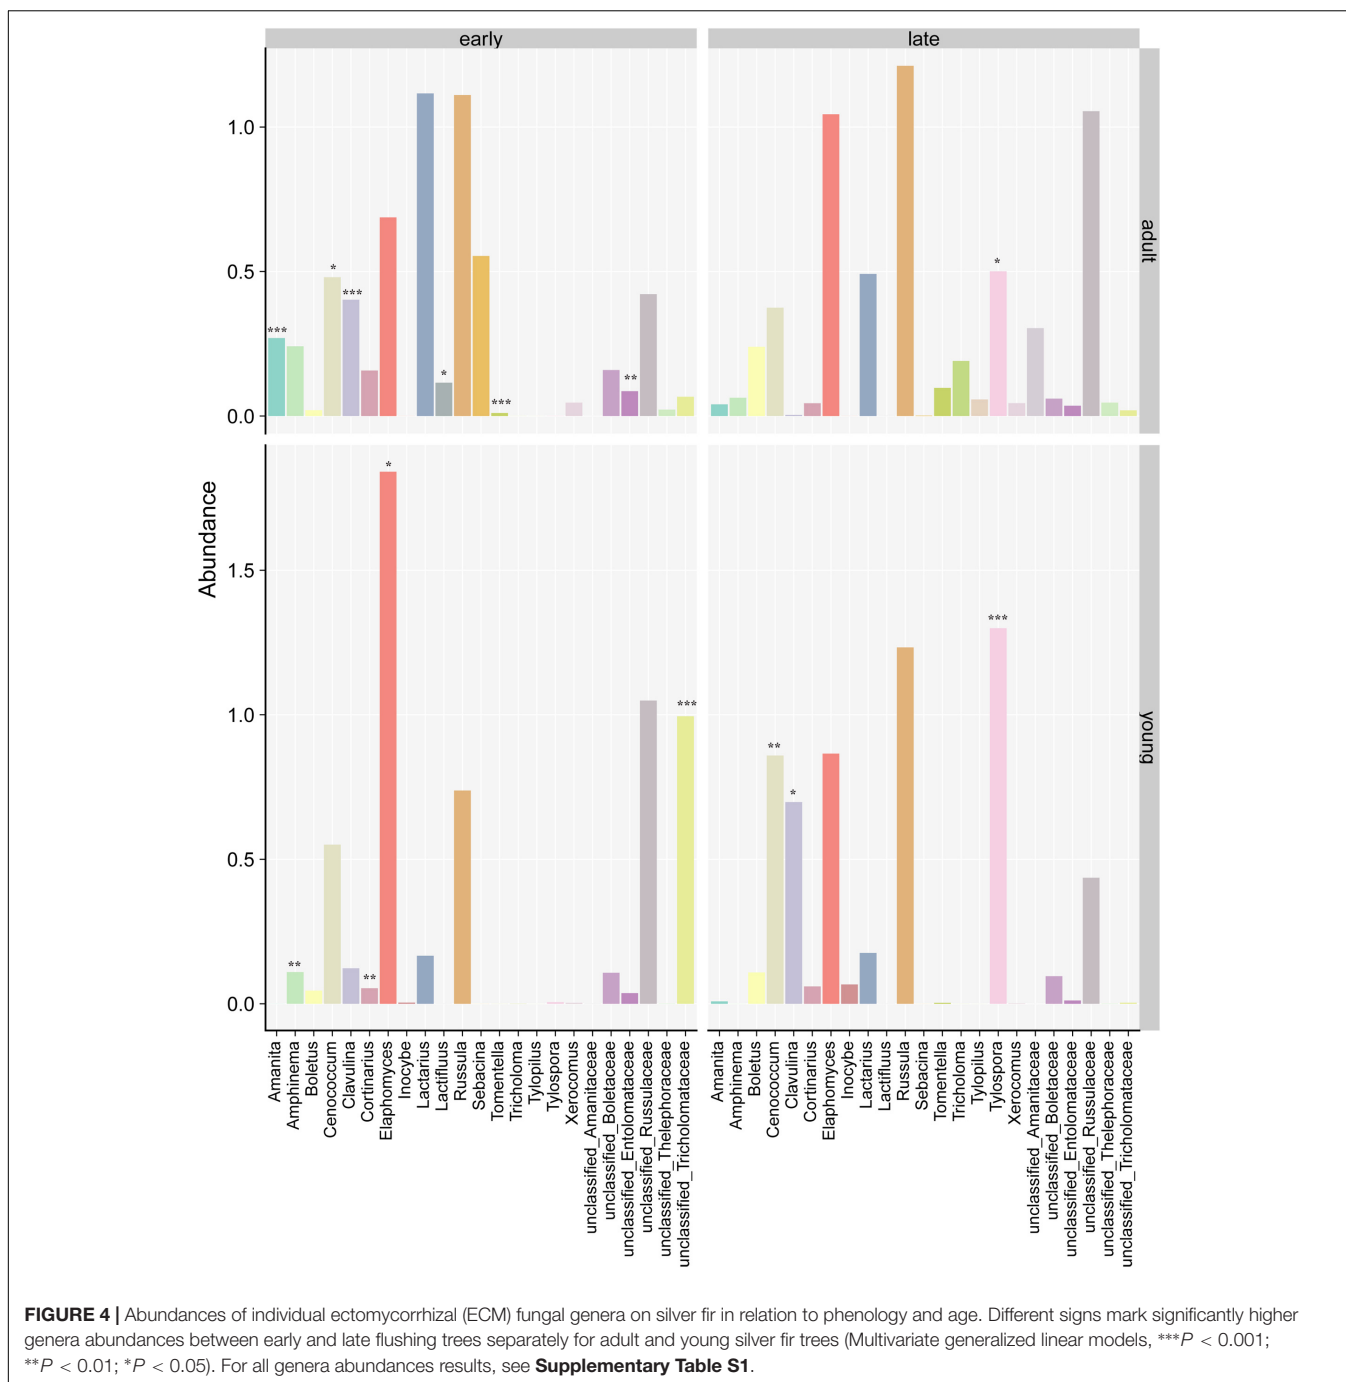 early
late
1.0
0.5
0.0
***
*
***
*
***
**
*
adult
Abundance
1.5
1.0
0.5
0.0
**
**
*
***
**
*
***
young
Amanita
Amphinema
Boletus
Cenococcum
Clavulina
Cortinarius
Elaphomyces
Inocybe
Lactarius
Lactifluus
Russula
Sebacina
Tomentella
Tricholoma
Tylopilus
Tylospora
Xerocomus
unclassified_Amanitaceae
unclassified_Boletaceae
unclassified_Entolomataceae
unclassified_Russulaceae
unclassified_Thelephoraceae
unclassified_Tricholomataceae
Amanita
Amphinema
Boletus
Cenococcum
Clavulina
Cortinarius
Elaphomyces
Inocybe
Lactarius
Lactifluus
Russula
Sebacina
Tomentella
Tricholoma
Tylopilus
Tylospora
Xerocomus
unclassified_Amanitaceae
unclassified_Boletaceae
unclassified_Entolomataceae
unclassified_Russulaceae
unclassified_Thelephoraceae
unclassified_Tricholomataceae
FIGURE 4 | Abundances of individual ectomycorrhizal (ECM) fungal genera on silver fir in relation to phenology and age. Different signs mark significantly higher
genera abundances between early and late flushing trees separately for adult and young silver fir trees (Multivariate generalized linear models, ***P < 0.001;
**P < 0.01; *P < 0.05). For all genera abundances results, see Supplementary Table S1.